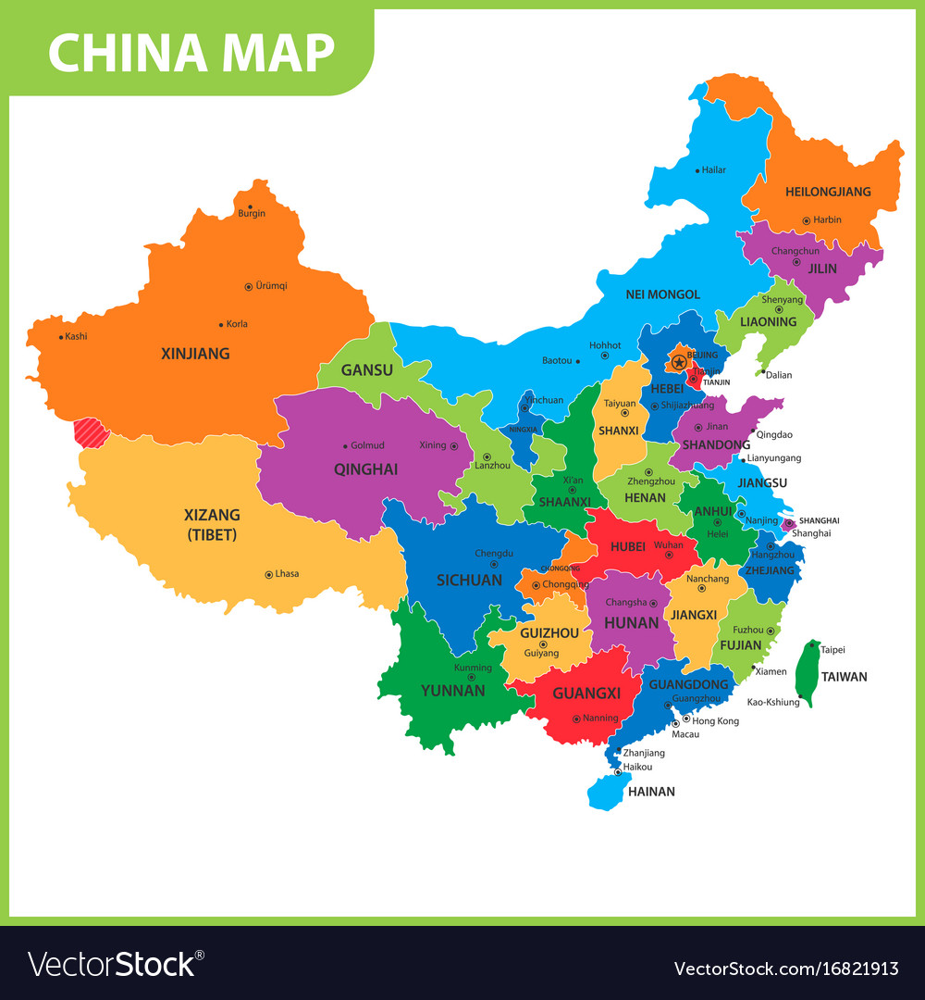 CHINA MAP
Hailar
HEILONGJIANG
Harbin
Burgin
Changchun
JILIN
Ürümqi
NEI MONGOL
Shenyang
LIAONING
Korla
Kashi
XINJIANG
Hohhot
Baotou
BEIJING
GANSU
Tianjin
TIANJIN
Dalian
HEBEI
Yinchuan
Taiyuan
Shijiazhuang
NINGXIA
SHANXI
Jinan
Qingdao
SHANDONG
Golmud
Xining
QINGHAI
Lanzhou
Lianyungang
Xi'an
SHAANXI
Zhengzhou
HENAN
JIANGSU
ANHUI
Nanjing
SHANGHAI
Shanghai
Helei
XIZANG
(TIBET)
HUBEI
Wuhan
Hangzhou
ZHEJIANG
Chengdu
SICHUAN
CHONGQING
Chongqing
Lhasa
Nanchang
Changsha
JIANGXI
HUNAN
GUIZHOU
Guiyang
Fuzhou
FUJIAN
Taipei
Xiamen
TAIWAN
Kunming
YUNNAN
GUANGXI
GUANGDONG
Guangzhou
Kao-Kshiung
Nanning
Hong Kong
Macau
Zhanjiang
Haikou
HAINAN
VectorStock®
VectorStock.com/16821913